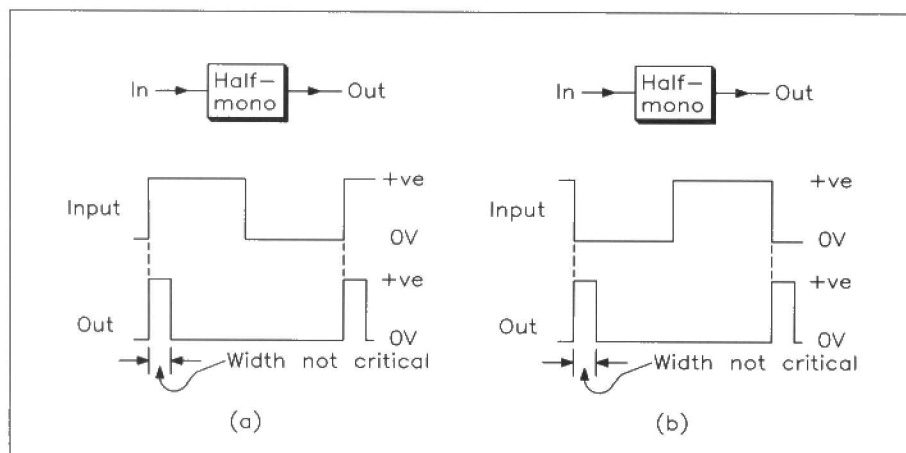 In
Half-
mono
Out
Input
+ve
0V
Out
+ve
0V
Width not critical
(a)
In
Half-
mono
Out
Input
+ve
0V
Out
+ve
0V
Width not critical
(b)